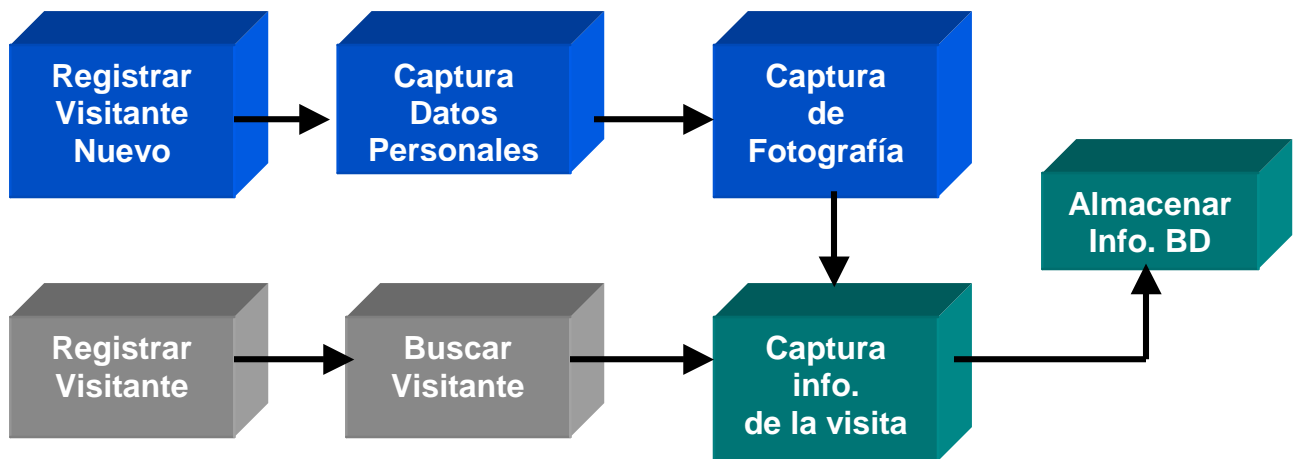 Registrar
Visitante
Nuevo
Captura
Datos
Personales
Captura
de
Fotografía
Almacenar
Info. BD
Registrar
Visitante
Buscar
Visitante
Captura
info.
de la visita